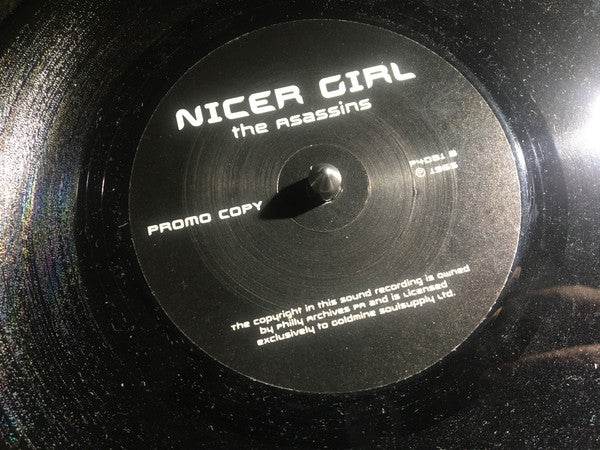 NICER GIRL
the Asassins
PROMO COPY
The copyright in this sound recording is owned
by Philly Archives PA and is licensed
exclusively to Goldmine Soulsupply Ltd.